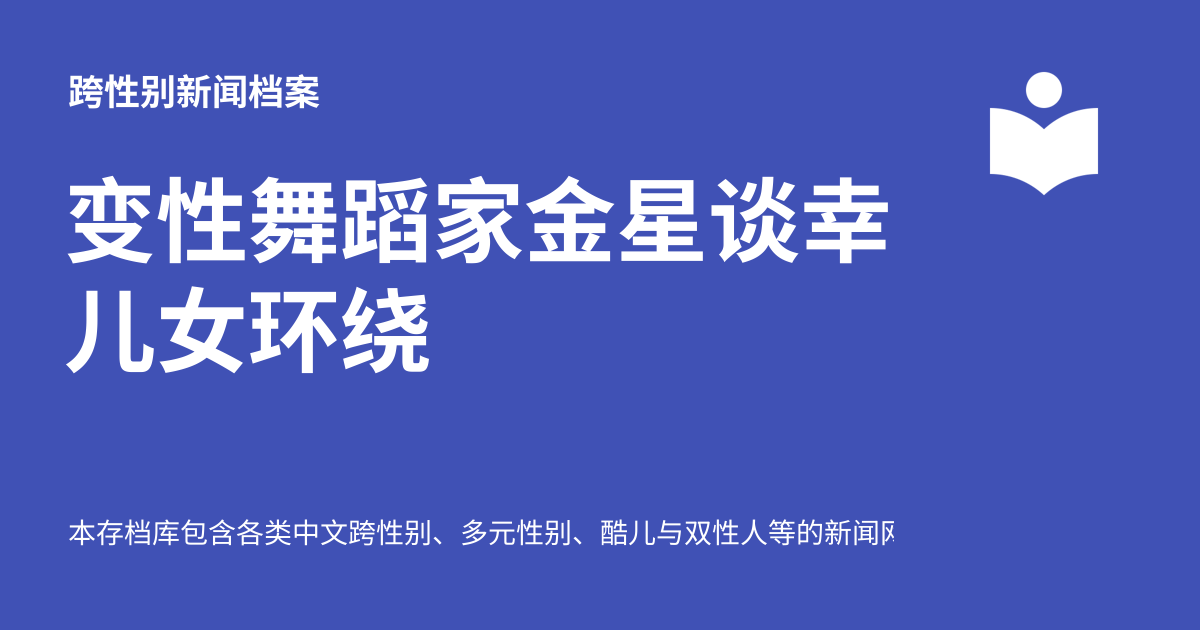 跨性别新闻档案
变性舞蹈家金星谈幸
儿女环绕
本存档库包含各类中文跨性别、多元性别、酷儿与双性人等的新闻